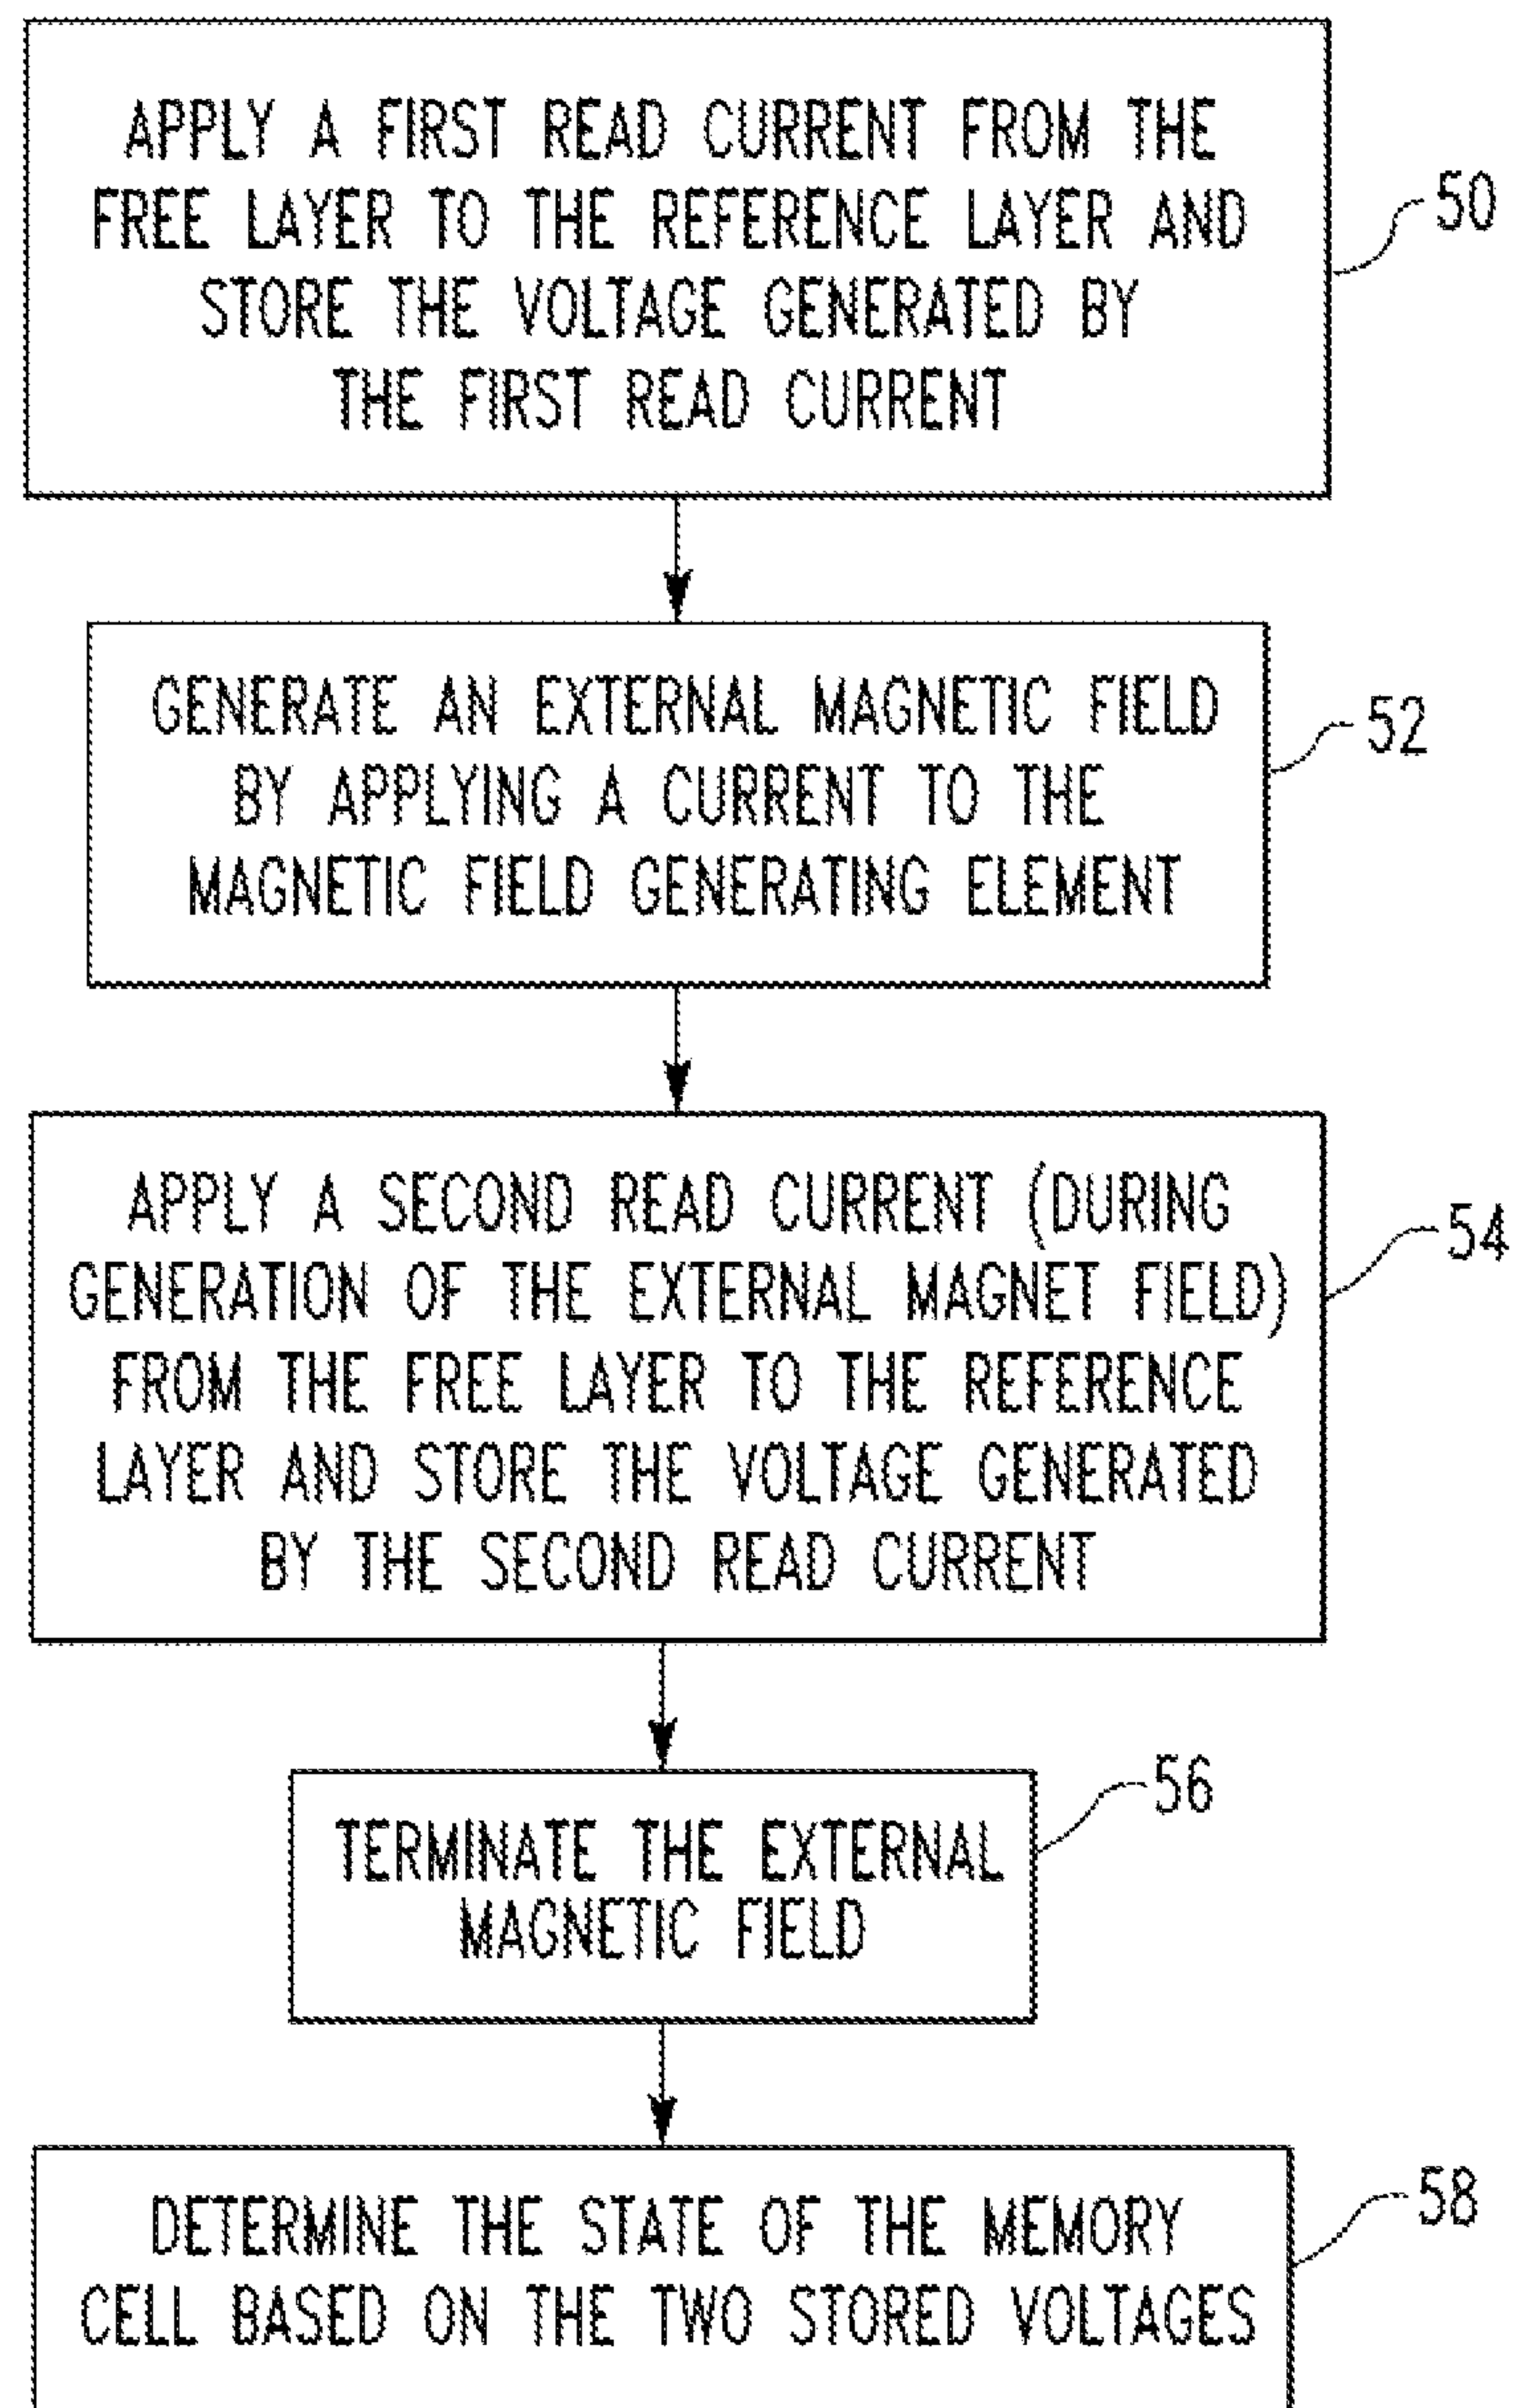 APPLY A FIRST READ CURRENT FROM THE
FREE LAYER TO THE REFERENCE LAYER AND
STORE THE VOLTAGE GENERATED BY
THE FIRST READ CURRENT
50
GENERATE AN EXTERNAL MAGNETIC FIELD
BY APPLYING A CURRENT TO THE
MAGNETIC FIELD GENERATING ELEMENT
52
APPLY A SECOND READ CURRENT (DURING
GENERATION OF THE EXTERNAL MAGNET FIELD)
FROM THE FREE LAYER TO THE REFERENCE
LAYER AND STORE THE VOLTAGE GENERATED
BY THE SECOND READ CURRENT
54
TERMINATE THE EXTERNAL
MAGNETIC FIELD
56
DETERMINE THE STATE OF THE MEMORY
CELL BASED ON THE TWO STORED VOLTAGES
58